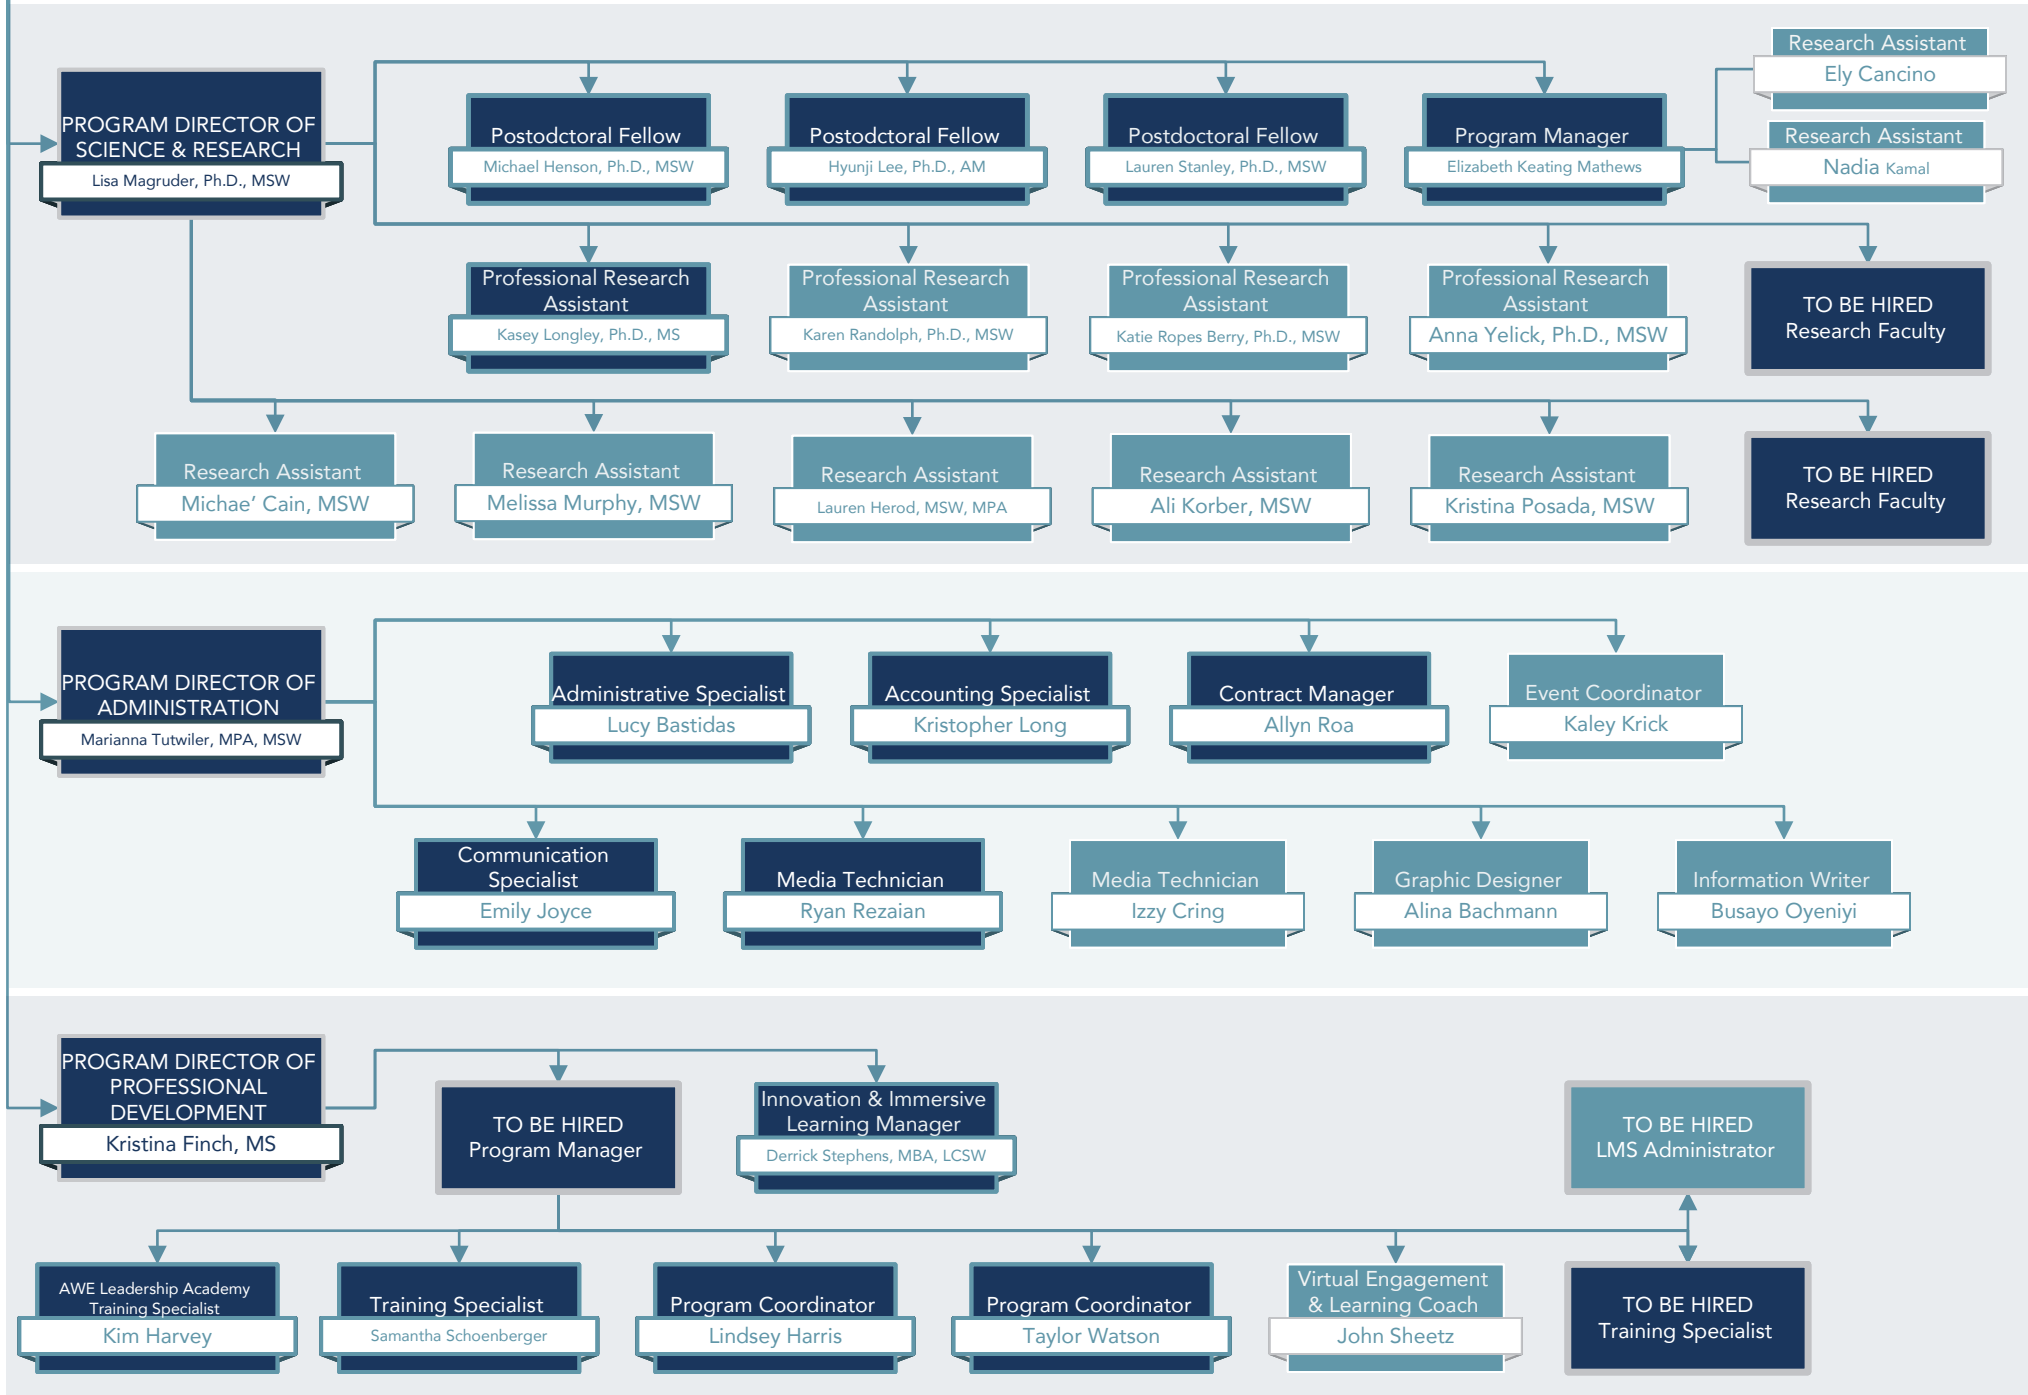 Research Assistant
Ely Cancino
PROGRAM DIRECTOR OF
SCIENCE & RESEARCH
Lisa Magruder, Ph.D., MSW
Postodctoral Fellow
Michael Henson, Ph.D., MSW
Postodctoral Fellow
Hyunji Lee, Ph.D., AM
Postdoctoral Fellow
Lauren Stanley, Ph.D., MSW
Program Manager
Elizabeth Keating Mathews
Research Assistant
Nadia Kamal
Professional Research
Assistant
Kasey Longley, Ph.D., MS
Professional Research
Assistant
Karen Randolph, Ph.D., MSW
Professional Research
Assistant
Katie Ropes Berry, Ph.D., MSW
Professional Research
Assistant
Anna Yelick, Ph.D., MSW
TO BE HIRED
Research Faculty
Research Assistant
Michae’ Cain, MSW
Research Assistant
Melissa Murphy, MSW
Research Assistant
Lauren Herod, MSW, MPA
Research Assistant
Ali Korber, MSW
Research Assistant
Kristina Posada, MSW
TO BE HIRED
Research Faculty
PROGRAM DIRECTOR OF
ADMINISTRATION
Marianna Tutwiler, MPA, MSW
Administrative Specialist
Lucy Bastidas
Accounting Specialist
Kristopher Long
Contract Manager
Allyn Roa
Event Coordinator
Kaley Krick
Communication
Specialist
Emily Joyce
Media Technician
Ryan Rezaian
Media Technician
Izzy Cring
Graphic Designer
Alina Bachmann
Information Writer
Busayo Oyeniyi
PROGRAM DIRECTOR OF
PROFESSIONAL
DEVELOPMENT
Kristina Finch, MS
TO BE HIRED
Program Manager
Innovation & Immersive
Learning Manager
Derrick Stephens, MBA, LCSW
TO BE HIRED
LMS Administrator
AWE Leadership Academy
Training Specialist
Kim Harvey
Training Specialist
Samantha Schoenberger
Program Coordinator
Lindsey Harris
Program Coordinator
Taylor Watson
Virtual Engagement
& Learning Coach
John Sheetz
TO BE HIRED
Training Specialist